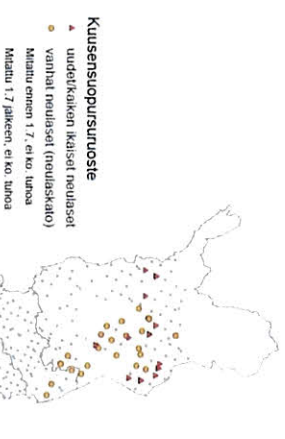 Kuusensuopursuruoste
uudet/kaiken ikäiset neulaset
vanhat neulaset (neulaskato)
Mitattu ennen 1.7, ei ko. tuhoa
Mitattu 1.7 jälkeen, ei ko. tuhoa